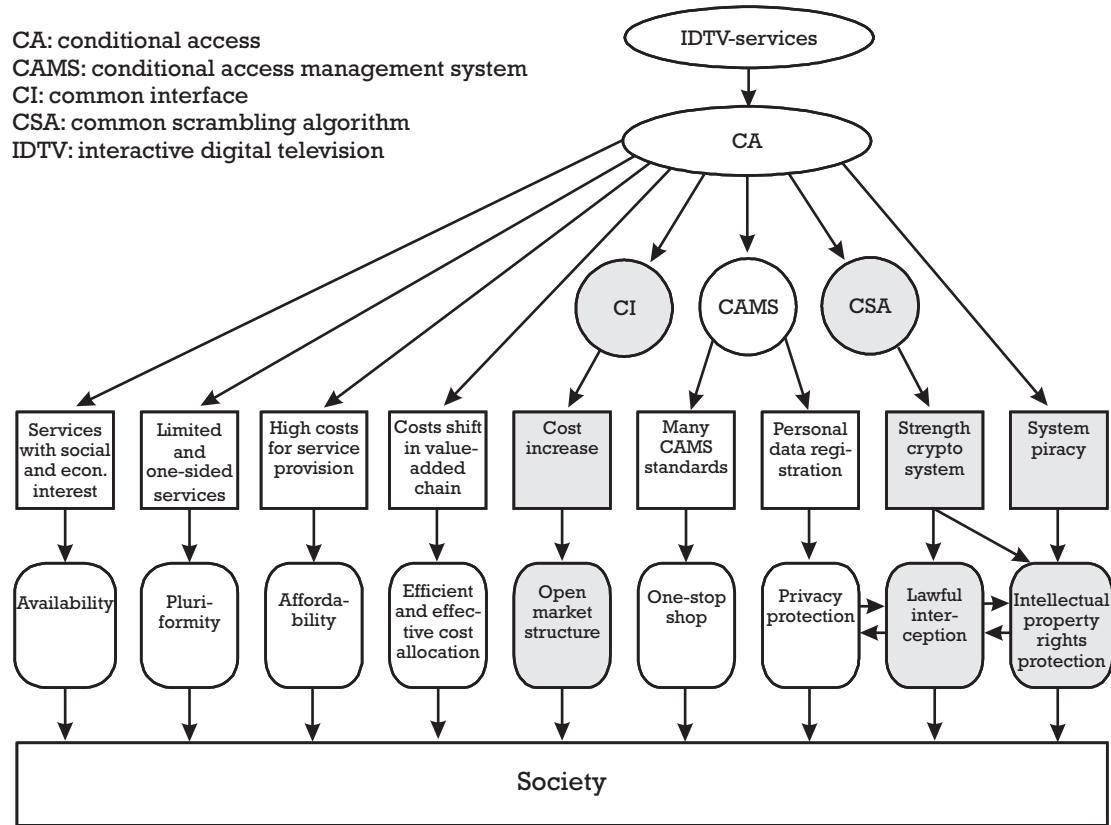 CA: conditional access
CAMS: conditional access management system
CI: common interface
CSA: common scrambling algorithm
IDTV: interactive digital television
IDTV-services
CA
CI
CAMS
CSA
Services
with social
and econ.
interest
Limited
and
one-sided
services
High costs
for service
provision
Costs shift
in value-
added
chain
Cost
increase
Many
CAMS
standards
Personal
data regi-
stration
Strength
crypto
system
System
piracy
Availability
Pluri-
formity
Afforda-
bility
Efficient
and effec-
tive cost
allocation
Open
market
structure
One-stop
shop
Privacy
protection
Lawful
inter-
ception
Intellectual
property
rights
protection
Society